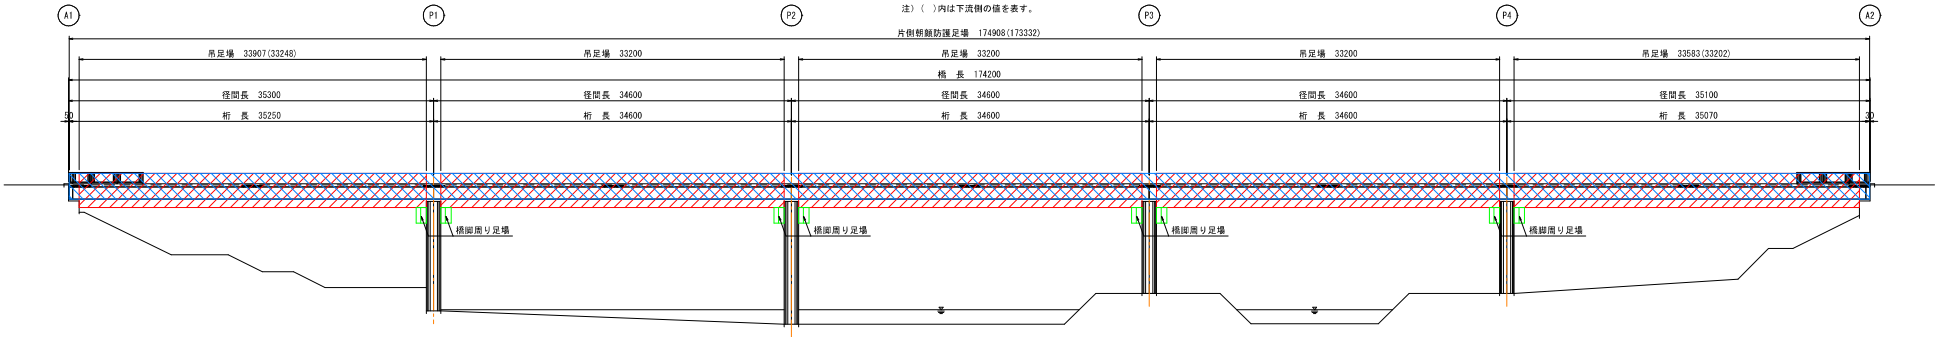 A1
P1
P2
P3
P4
A2
注）（　）内は下流側の値を表す。
片側朝顔防護足場　174908(173332)
吊足場　33907(33248)
吊足場　33200
吊足場　33200
吊足場　33200
吊足場　33583(33202)
橋　長　174200
径間長　35300
径間長　34600
径間長　34600
径間長　34600
径間長　35100
50
桁　長　35250
桁　長　34600
桁　長　34600
桁　長　34600
桁　長　35070
30
橋脚周り足場
橋脚周り足場
橋脚周り足場
橋脚周り足場